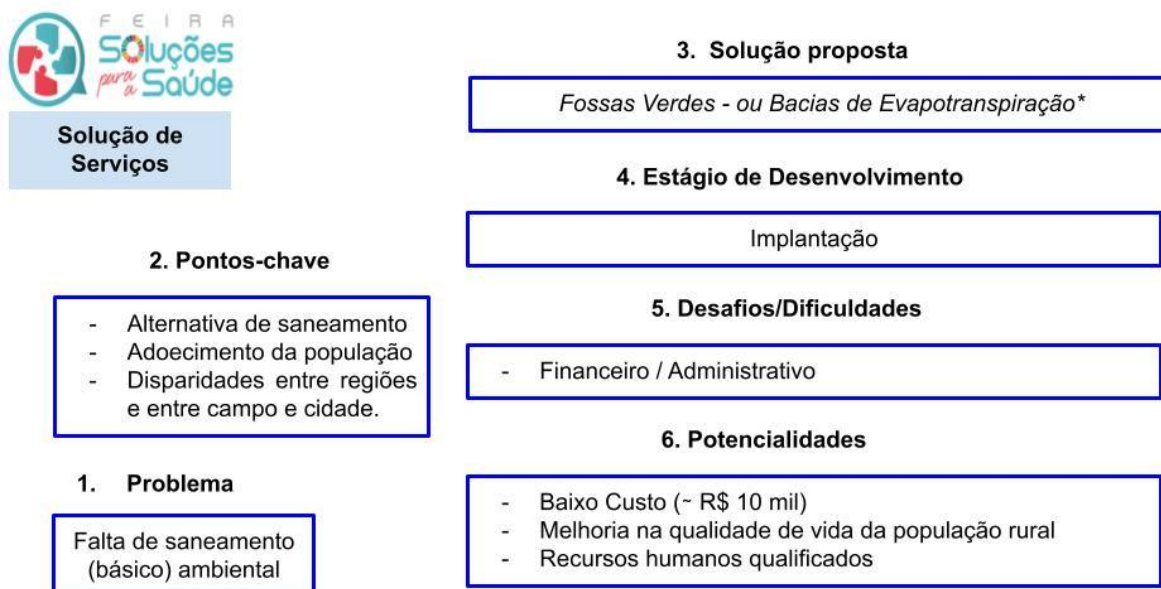 FEIRA
SOluções
para a
Saúde
Solução de
Serviços
2. Pontos-chave
- Alternativa de saneamento
- Adoecimento da população
- Disparidades entre regiões
e entre campo e cidade.
1. Problema
Falta de saneamento
(básico) ambiental
3. Solução proposta
Fossas Verdes - ou Bacias de Evapotranspiração*
4. Estágio de Desenvolvimento
Implantação
5. Desafios/Dificuldades
- Financeiro / Administrativo
6. Potencialidades
- Baixo Custo (~ R$ 10 mil)
- Melhoria na qualidade de vida da população rural
- Recursos humanos qualificados